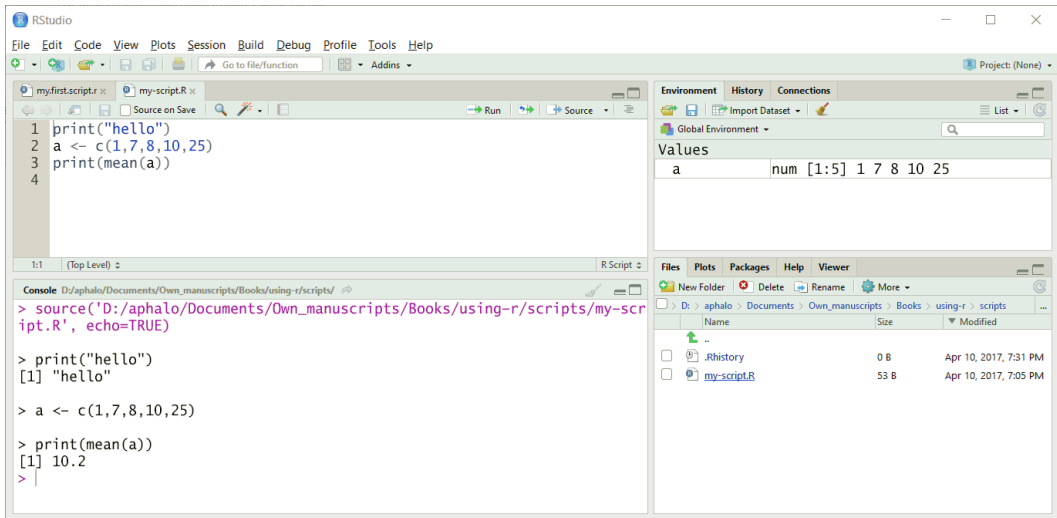 RStudio
File Edit Code View Plots Session Build Debug Profile Tools Help
Go to file/function Addins Project: (None)
my.first.script.r my-script.R
Source on Save Run Source
1 print("hello")
2 a <- c(1,7,8,10,25)
3 print(mean(a))
4
1:1 (Top Level) R Script
Console D:/aphalo/Documents/Own_manuscripts/Books/using-r/scripts/
> source('D:/aphalo/Documents/Own_manuscripts/Books/using-r/scripts/my-scr
ipt.R', echo=TRUE)
> print("hello")
[1] "hello"
> a <- c(1,7,8,10,25)
> print(mean(a))
[1] 10.2
>
Environment History Connections
Import Dataset List
Global Environment
Values
a num [1:5] 1 7 8 10 25
Files Plots Packages Help Viewer
New Folder Delete Rename More
D: > aphalo > Documents > Own_manuscripts > Books > using-r > scripts ...
Name Size Modified
..
.Rhistory 0 B Apr 10, 2017, 7:31 PM
my-script.R 53 B Apr 10, 2017, 7:05 PM